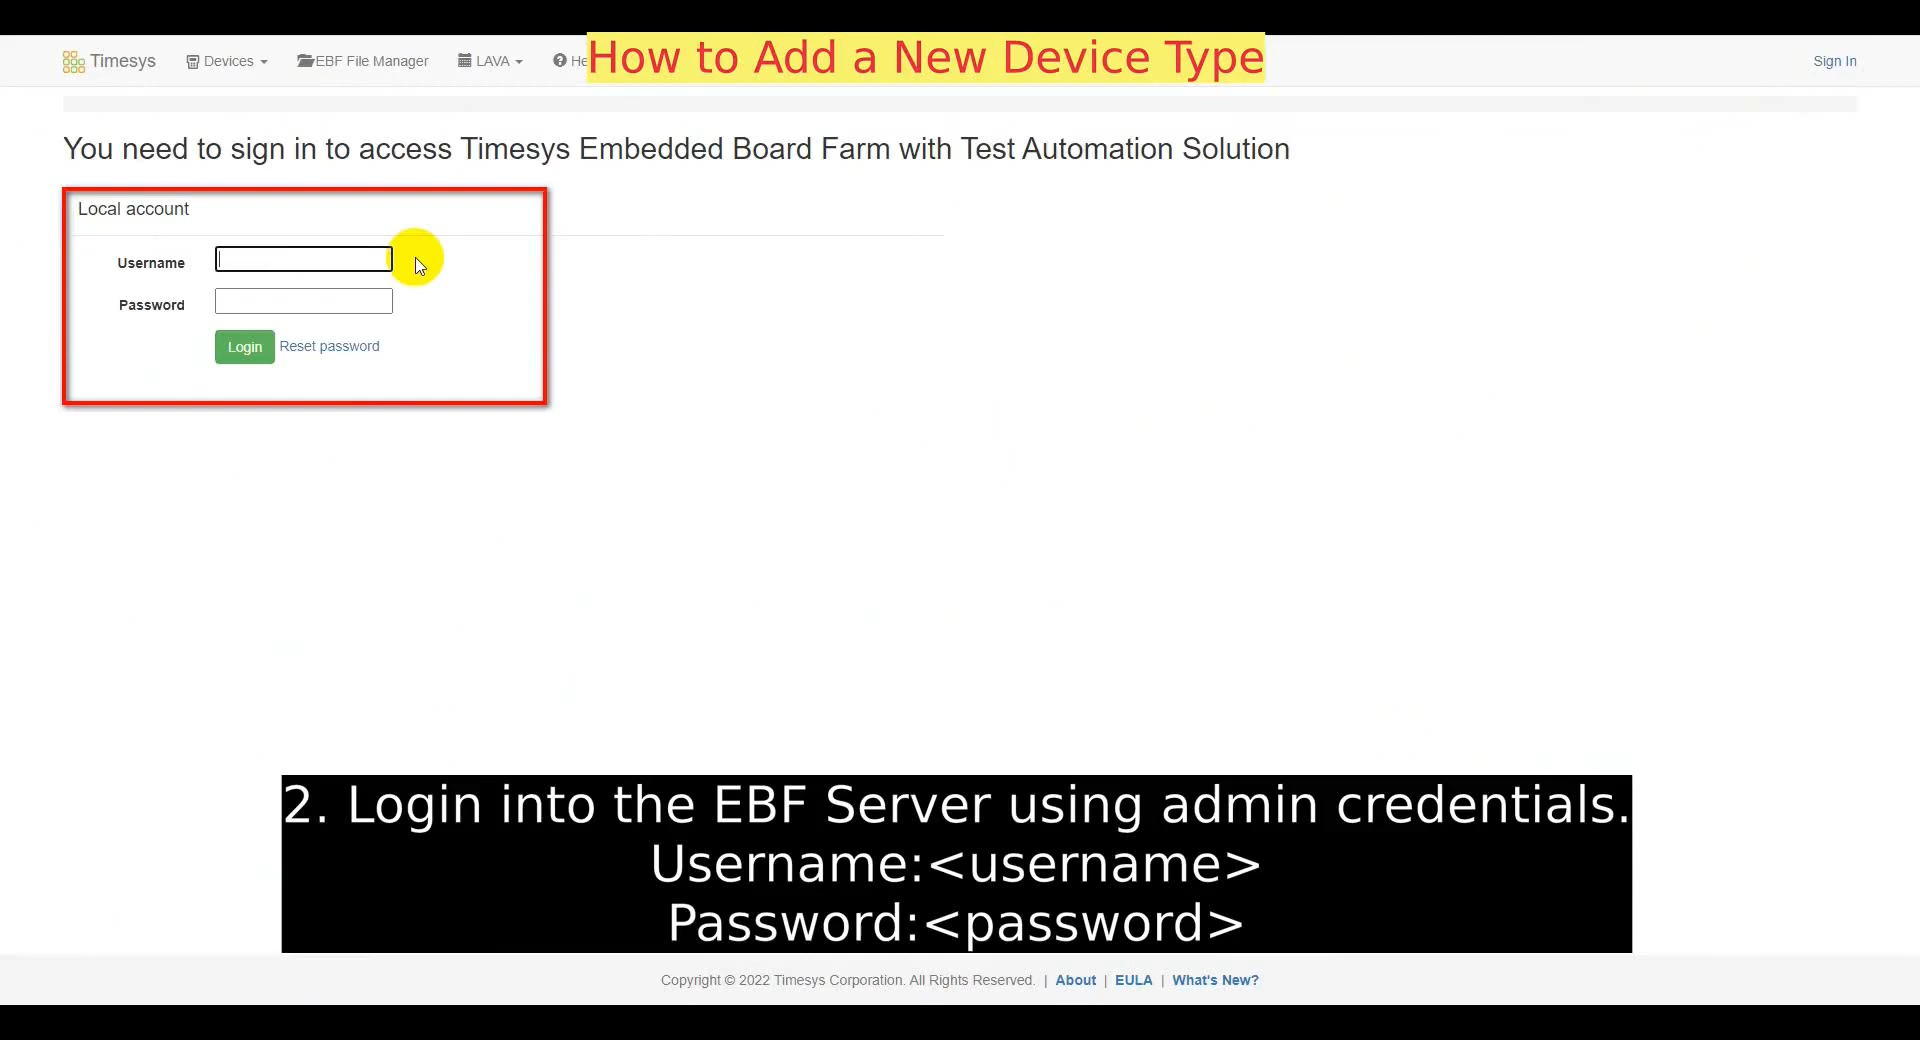 How to Add a New Device Type
Timesys Devices EBF File Manager LAVA He Sign In
You need to sign in to access Timesys Embedded Board Farm with Test Automation Solution
Local account
Username
Password
Login Reset password
2. Login into the EBF Server using admin credentials.
Username:<username>
Password:<password>
Copyright © 2022 Timesys Corporation. All Rights Reserved. | About | EULA | What's New?